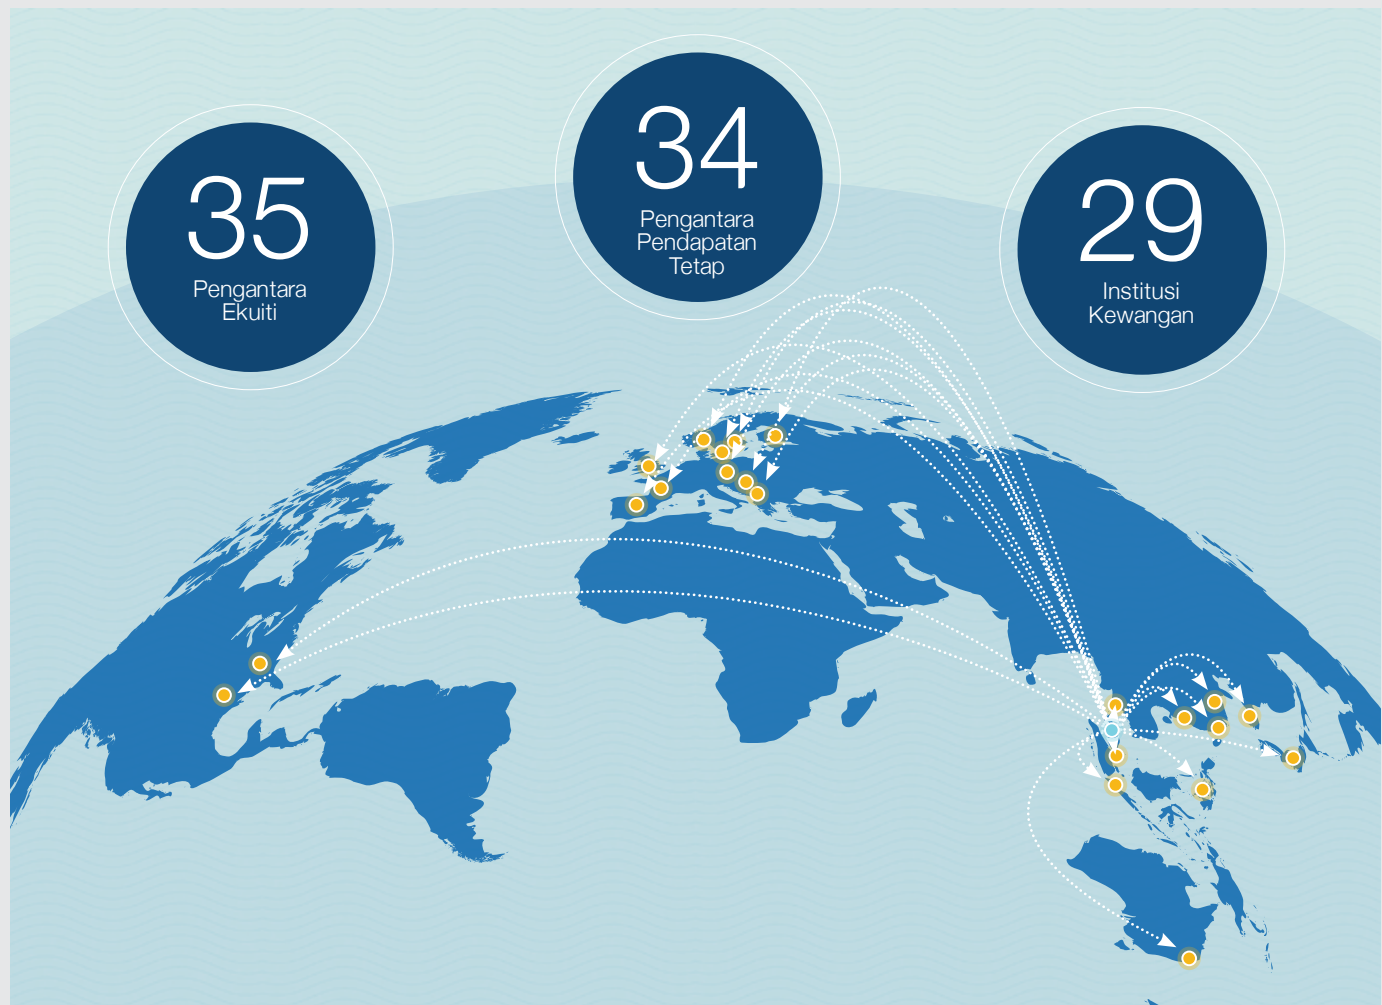 35
Pengantara
Ekuiti
34
Pengantara
Pendapatan
Tetap
29
Institusi
Kewangan